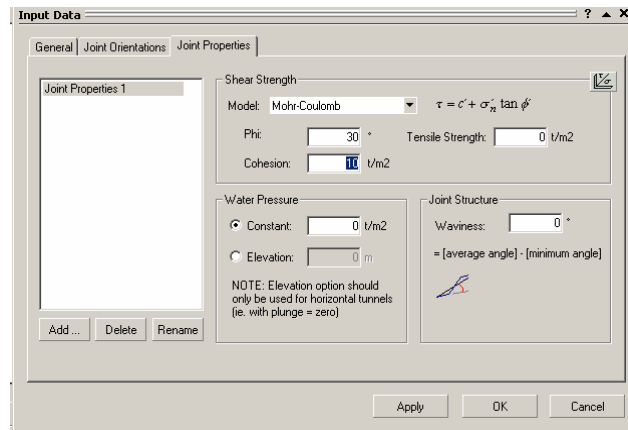 Input Data
General Joint Orientations Joint Properties
Joint Properties 1
Shear Strength
Model: Mohr-Coulomb τ = c' + σ'n tan ϕ'
Phi: 30 ° Tensile Strength: 0 t/m2
Cohesion: 10 t/m2
Water Pressure
Constant: 0 t/m2
Elevation: 0 m
NOTE: Elevation option should
only be used for horizontal tunnels
(ie. with plunge = zero)
Joint Structure
Waviness: 0 °
= [average angle] - [minimum angle]
Add ... Delete Rename
Apply OK Cancel